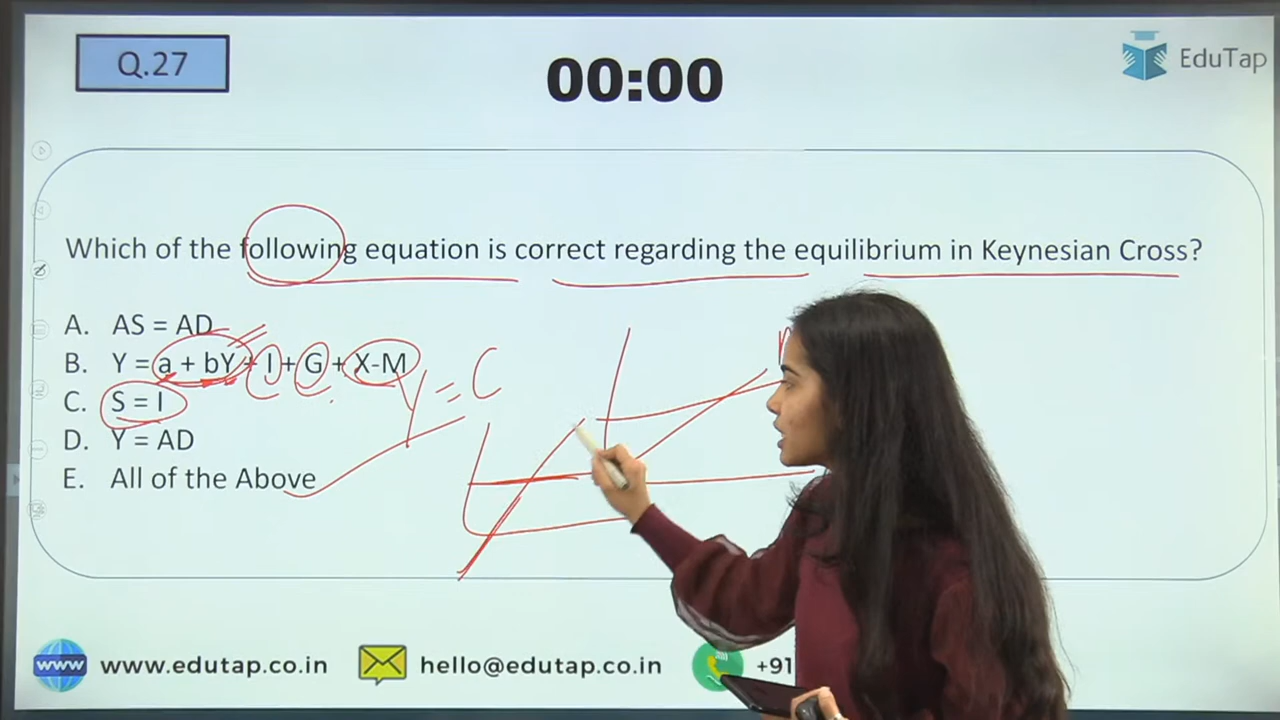 Q.27
00:00
EduTap
Which of the following equation is correct regarding the equilibrium in Keynesian Cross?
A. AS = AD
B. Y = a + bY + I + G + X-M
C. S = I
D. Y = AD
E. All of the Above
Y = C
www www.edutap.co.in
hello@edutap.co.in
+91